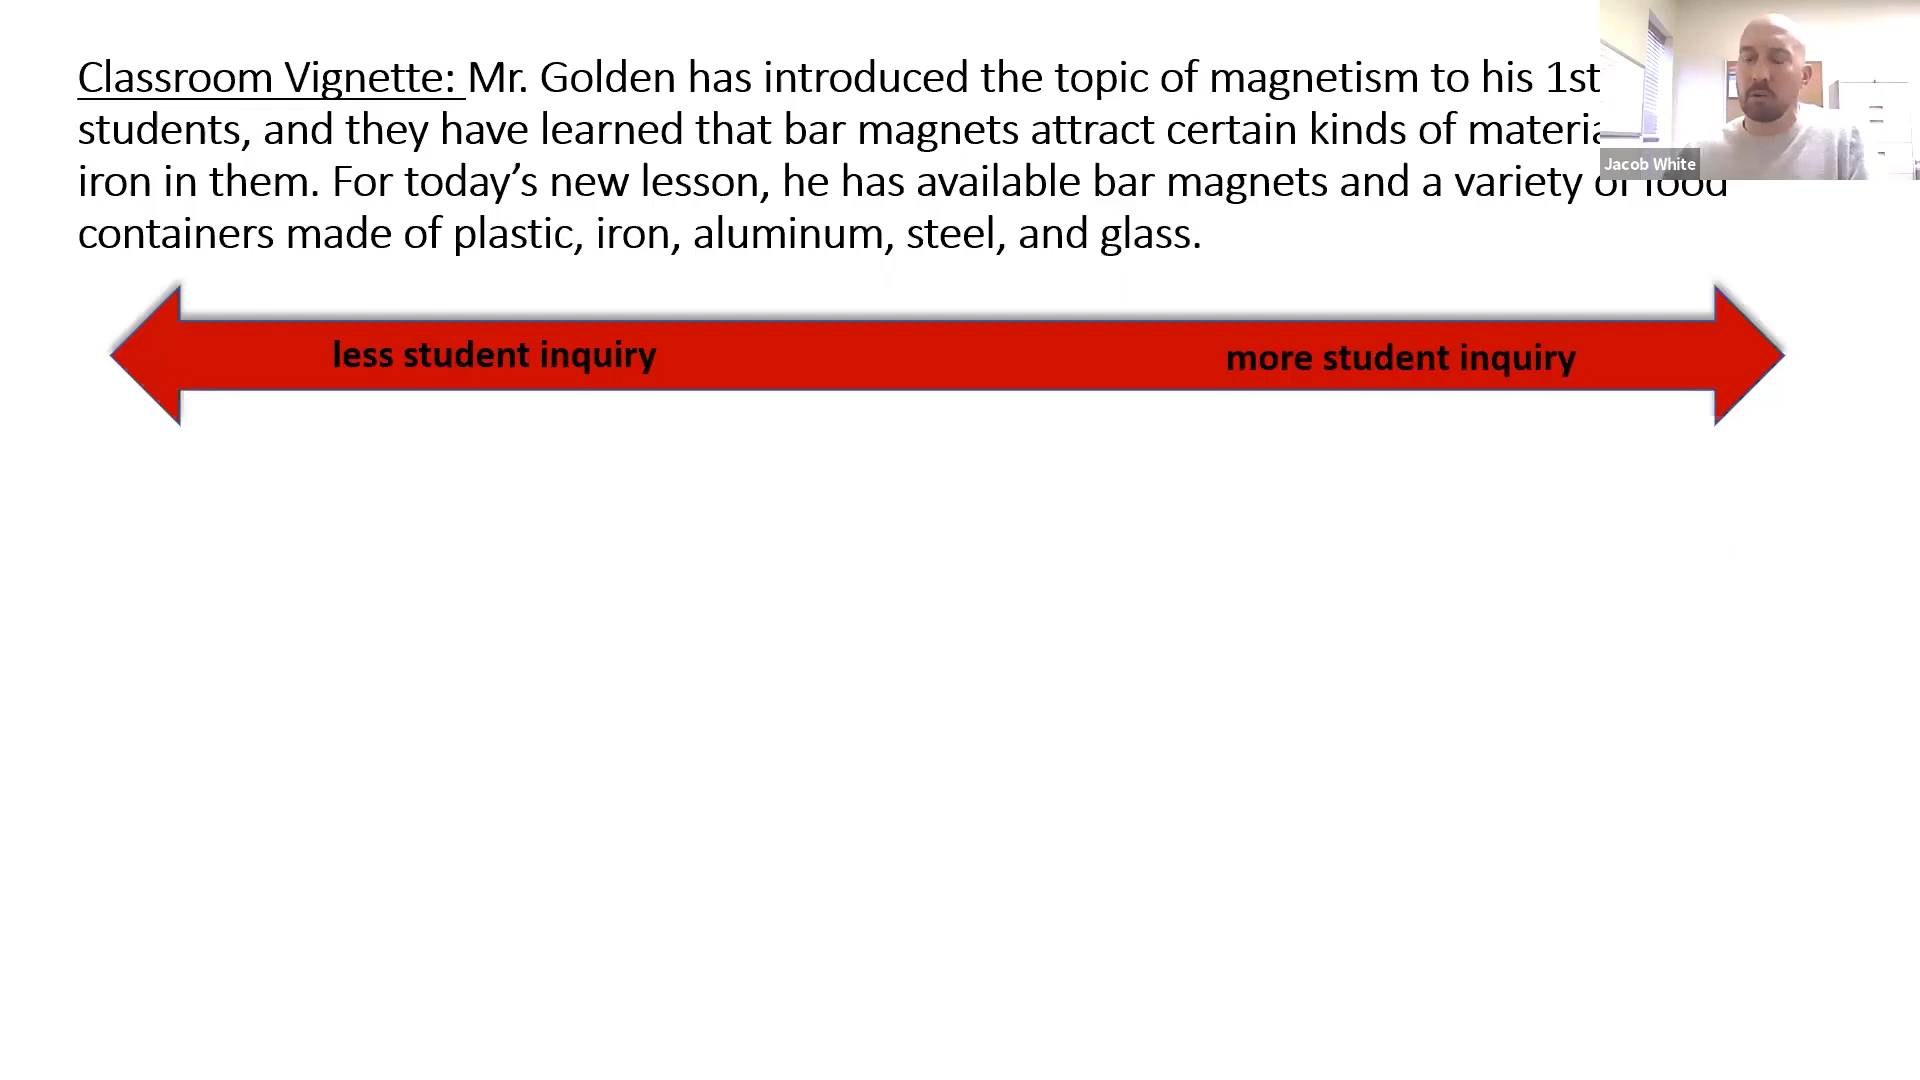 Classroom Vignette: Mr. Golden has introduced the topic of magnetism to his 1st
students, and they have learned that bar magnets attract certain kinds of
iron in them. For today’s new lesson, he has available bar magnets and a variety of food
containers made of plastic, iron, aluminum, steel, and glass.
less student inquiry
more student inquiry
Jacob White